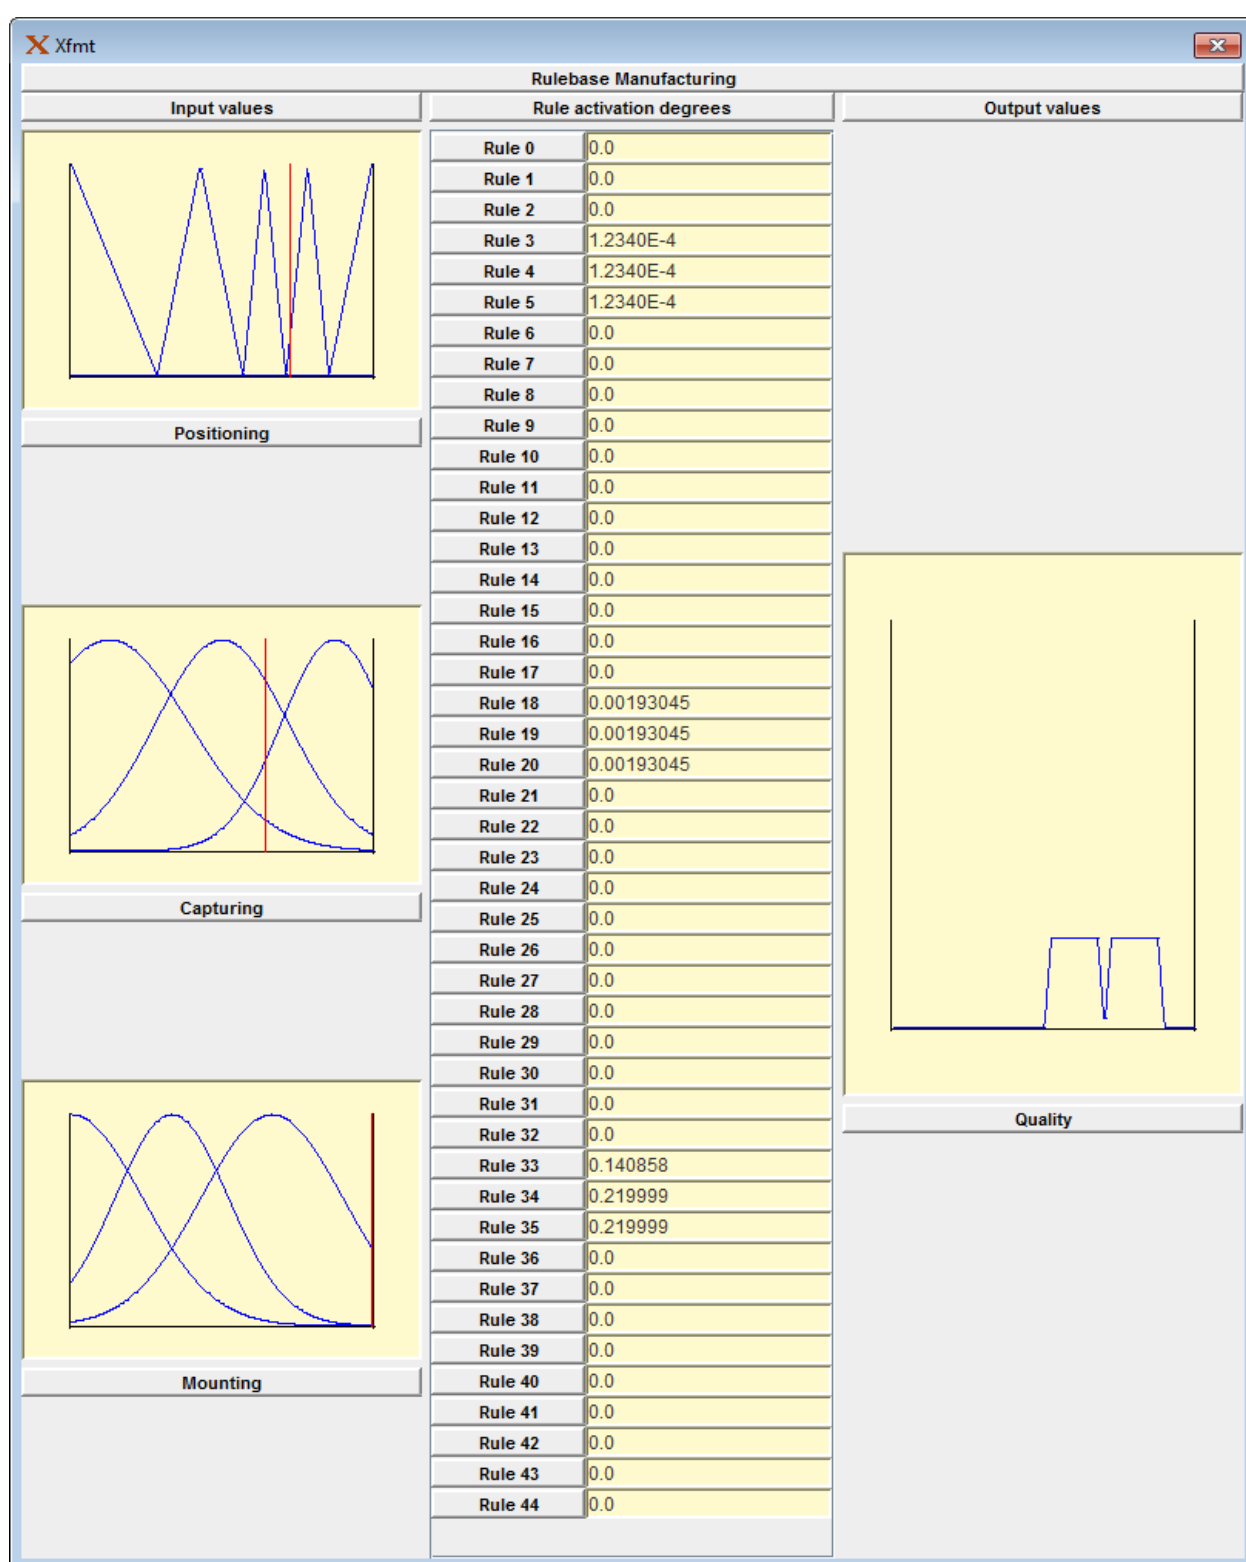 Xfmt
Rulebase Manufacturing
Input values Rule activation degrees Output values
Rule 0 0.0
Rule 1 0.0
Rule 2 0.0
Rule 3 1.2340E-4
Rule 4 1.2340E-4
Rule 5 1.2340E-4
Rule 6 0.0
Rule 7 0.0
Rule 8 0.0
Rule 9 0.0
Positioning
Rule 10 0.0
Rule 11 0.0
Rule 12 0.0
Rule 13 0.0
Rule 14 0.0
Rule 15 0.0
Rule 16 0.0
Rule 17 0.0
Rule 18 0.00193045
Rule 19 0.00193045
Rule 20 0.00193045
Rule 21 0.0
Rule 22 0.0
Rule 23 0.0
Rule 24 0.0
Capturing
Rule 25 0.0
Rule 26 0.0
Rule 27 0.0
Rule 28 0.0
Rule 29 0.0
Rule 30 0.0
Rule 31 0.0
Quality
Rule 32 0.0
Rule 33 0.140858
Rule 34 0.219999
Rule 35 0.219999
Rule 36 0.0
Rule 37 0.0
Rule 38 0.0
Rule 39 0.0
Mounting
Rule 40 0.0
Rule 41 0.0
Rule 42 0.0
Rule 43 0.0
Rule 44 0.0